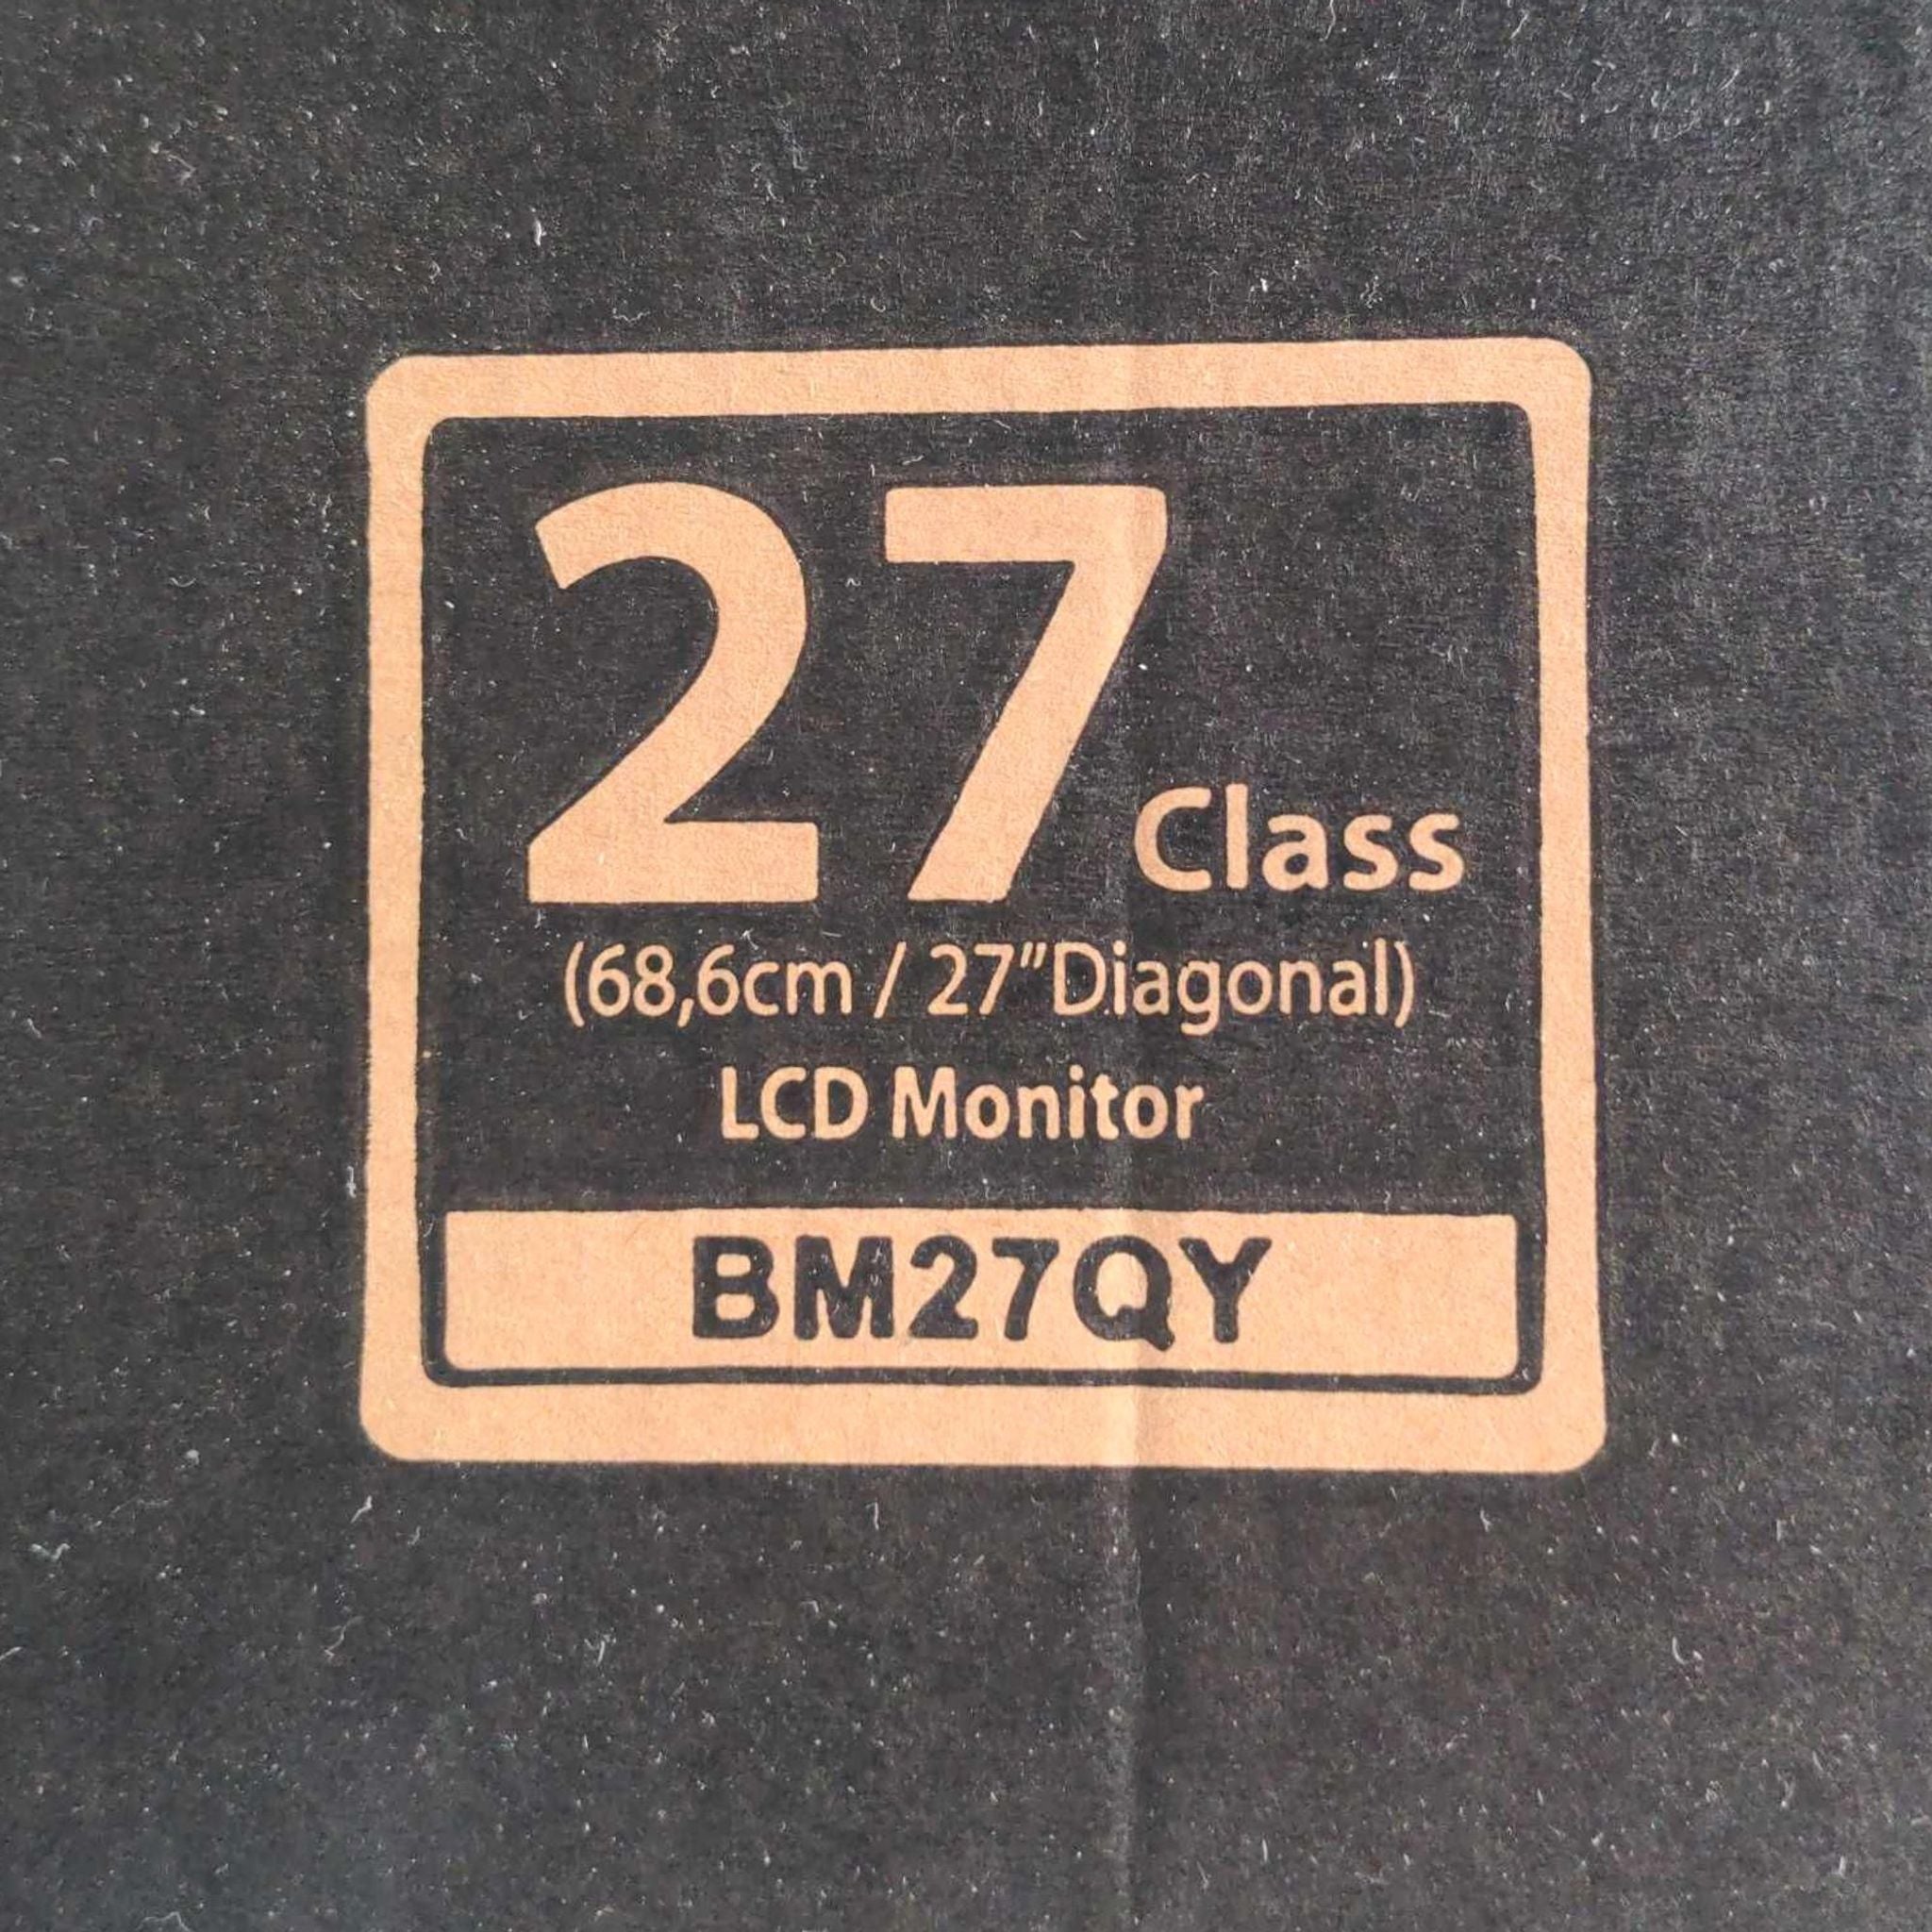 27 Class
(68,6cm / 27"Diagonal)
LCD Monitor
BM27QY